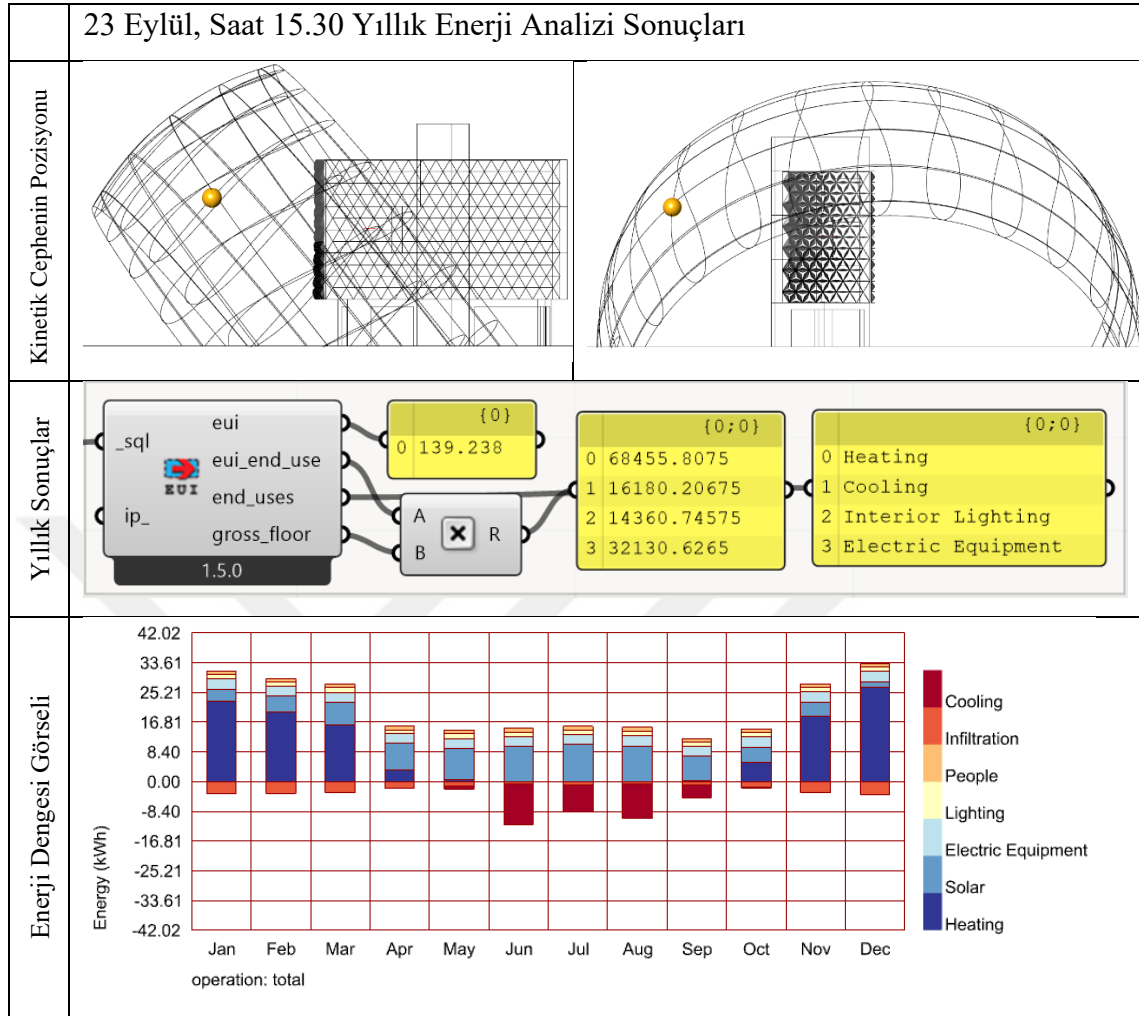 23 Eylül, Saat 15.30 Yıllık Enerji Analizi Sonuçları
Kinetik Cephenin Pozisyonu
Yıllık Sonuçlar
_sql
ip_
EUI
eui
eui_end_use
end_uses
gross_floor
1.5.0
{0}
0 139.238
A
B
R
{0;0}
0 68455.8075
1 16180.20675
2 14360.74575
3 32130.6265
{0;0}
0 Heating
1 Cooling
2 Interior Lighting
3 Electric Equipment
Enerji Dengesi Görseli
Energy (kWh)
42.02
33.61
25.21
16.81
8.40
0.00
-8.40
-16.81
-25.21
-33.61
-42.02
Jan Feb Mar Apr May Jun Jul Aug Sep Oct Nov Dec
operation: total
Cooling
Infiltration
People
Lighting
Electric Equipment
Solar
Heating